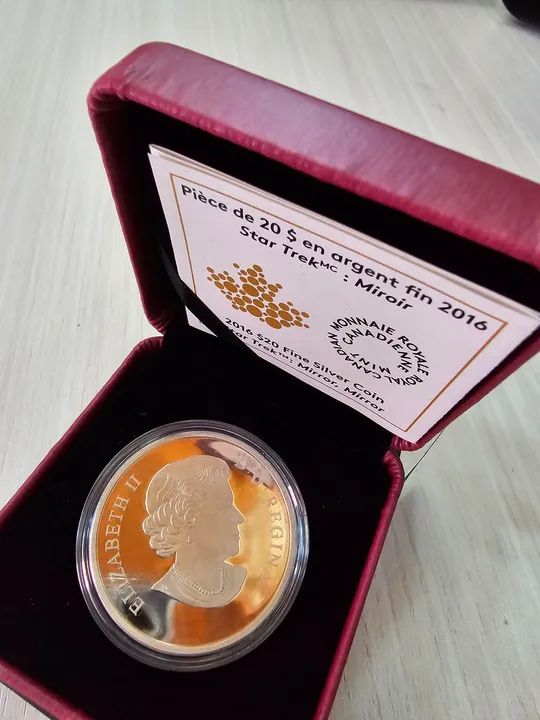 Pièce de 20 $ en argent fin 2016
Star Trekᴹᶜ : Miroir
MONNAIE ROYALE CANADIENNE
ROYAL CANADIAN MINT
2016 $20 Fine Silver Coin
Star Trek™: Mirror, Mirror
ELIZABETH II
REGINA